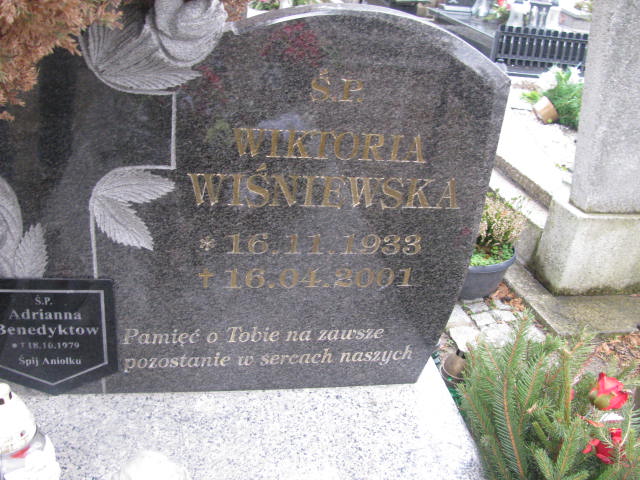 Ś.P.
WIKTORIA
WIŚNIEWSKA
* 16.11.1933
† 16.04.2001
Pamięć o Tobie na zawsze
pozostanie w sercach naszych
Ś.P.
Adrianna
Benedyktow
*†18.10.1979
Śpij Aniołku